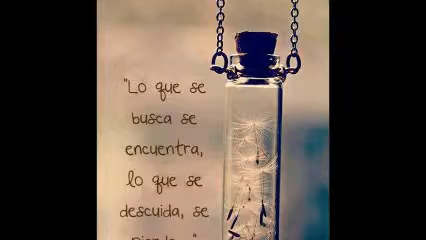 "Lo que se
busca se
encuentra,
lo que se
descuida, se